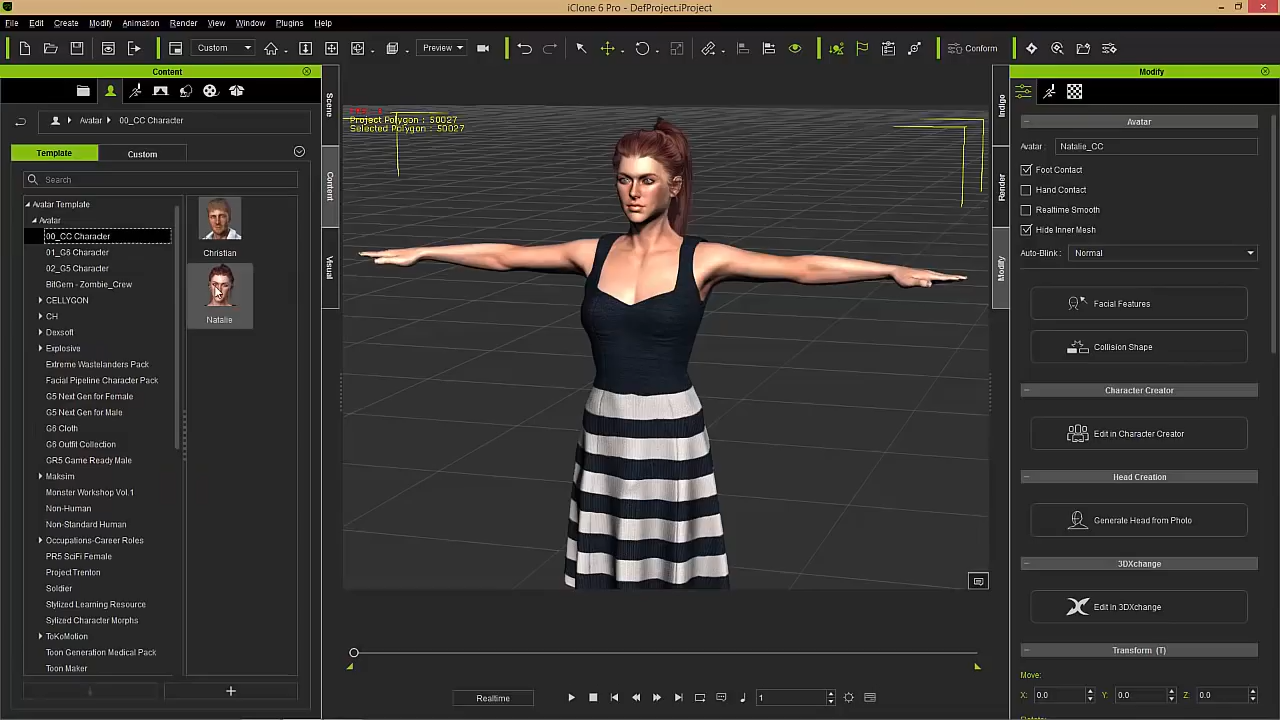 iClone 6 Pro - DefProject.iProject
File Edit Create Modify Animation Render View Window Plugins Help
Custom
Preview
Conform
Content
Modify
Avatar 00_CC Character
Template Custom
Search
Avatar Template
Avatar
00_CC Character
01_G6 Character
02_G5 Character
BitGem - Zombie_Crew
CELLYGON
CH
Dexsoft
Explosive
Extreme Wastelanders Pack
Facial Pipeline Character Pack
G5 Next Gen for Female
G5 Next Gen for Male
G6 Cloth
G6 Outfit Collection
GR5 Game Ready Male
Maksim
Monster Workshop Vol.1
Non-Human
Non-Standard Human
Occupations-Career Roles
PR5 SciFi Female
Project Trenton
Soldier
Stylized Learning Resource
Stylized Character Morphs
ToKoMotion
Toon Generation Medical Pack
Toon Maker
Christian
Natalie
Scene
Content
Visual
Project Polygon : 50027
Selected Polygon : 50027
Realtime
1
Indigo
Render
Modify
Avatar
Avatar : Natalie_CC
Foot Contact
Hand Contact
Realtime Smooth
Hide Inner Mesh
Auto-Blink : Normal
Facial Features
Collision Shape
Character Creator
Edit in Character Creator
Head Creation
Generate Head from Photo
3DXchange
Edit in 3DXchange
Transform (T)
Move:
X: 0.0 Y: 0.0 Z: 0.0